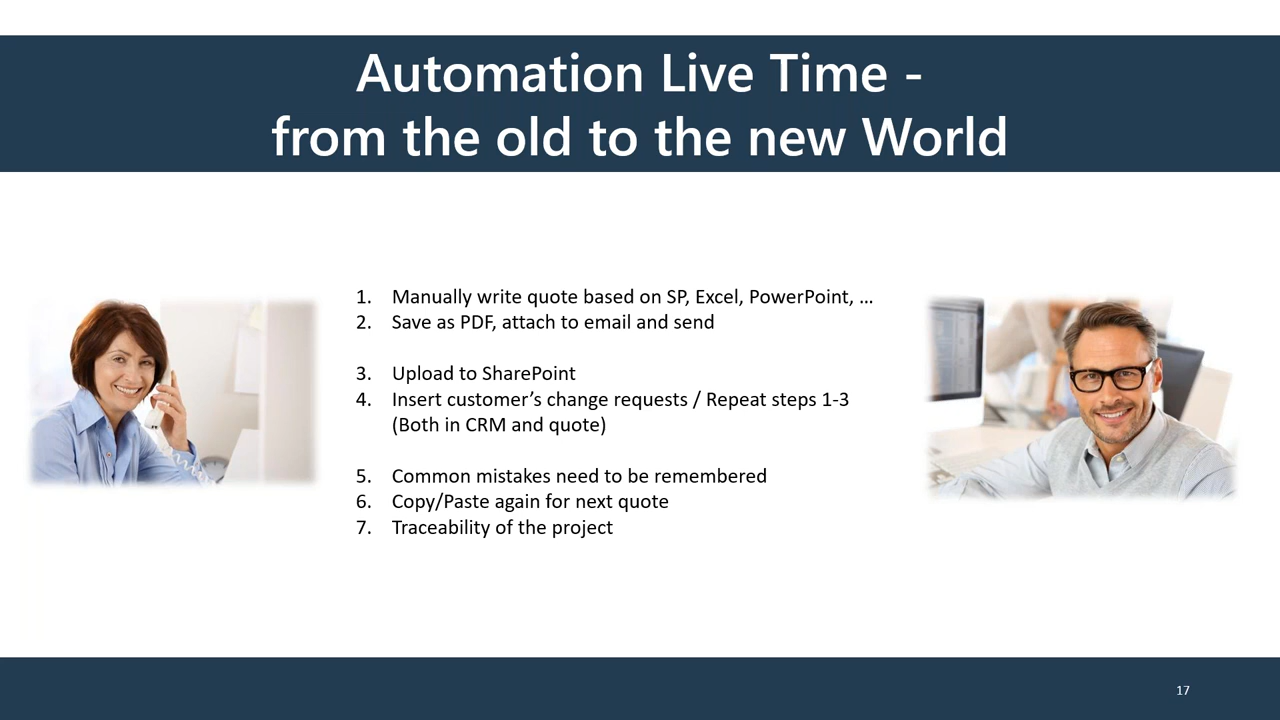 Automation Live Time -
from the old to the new World
1. Manually write quote based on SP, Excel, PowerPoint, ...
2. Save as PDF, attach to email and send
3. Upload to SharePoint
4. Insert customer’s change requests / Repeat steps 1-3
(Both in CRM and quote)
5. Common mistakes need to be remembered
6. Copy/Paste again for next quote
7. Traceability of the project
17